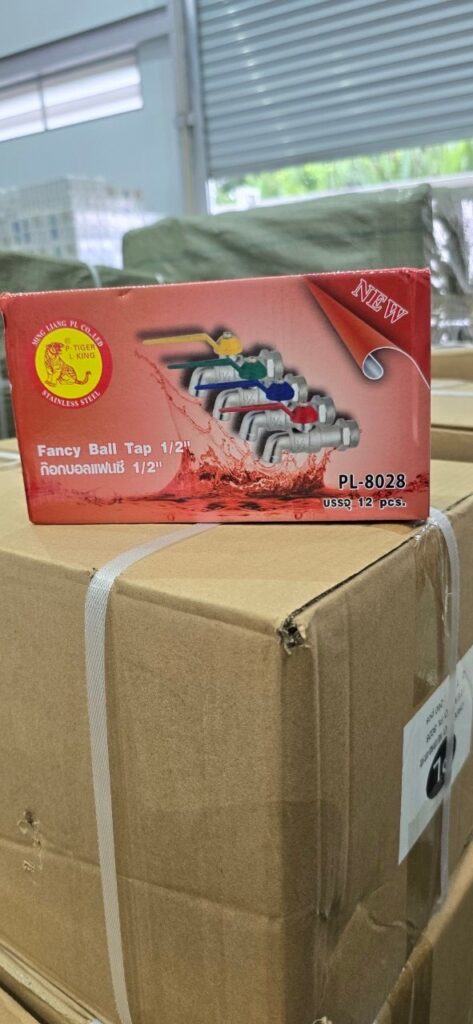 MING LIANG PL CO.,LTD
P-TIGER
L KING
STAINLESS STEEL
NEW
Fancy Ball Tap 1/2"
ก๊อกบอลแฟนซี 1/2"
PL-8028
บรรจุ 12 pcs.